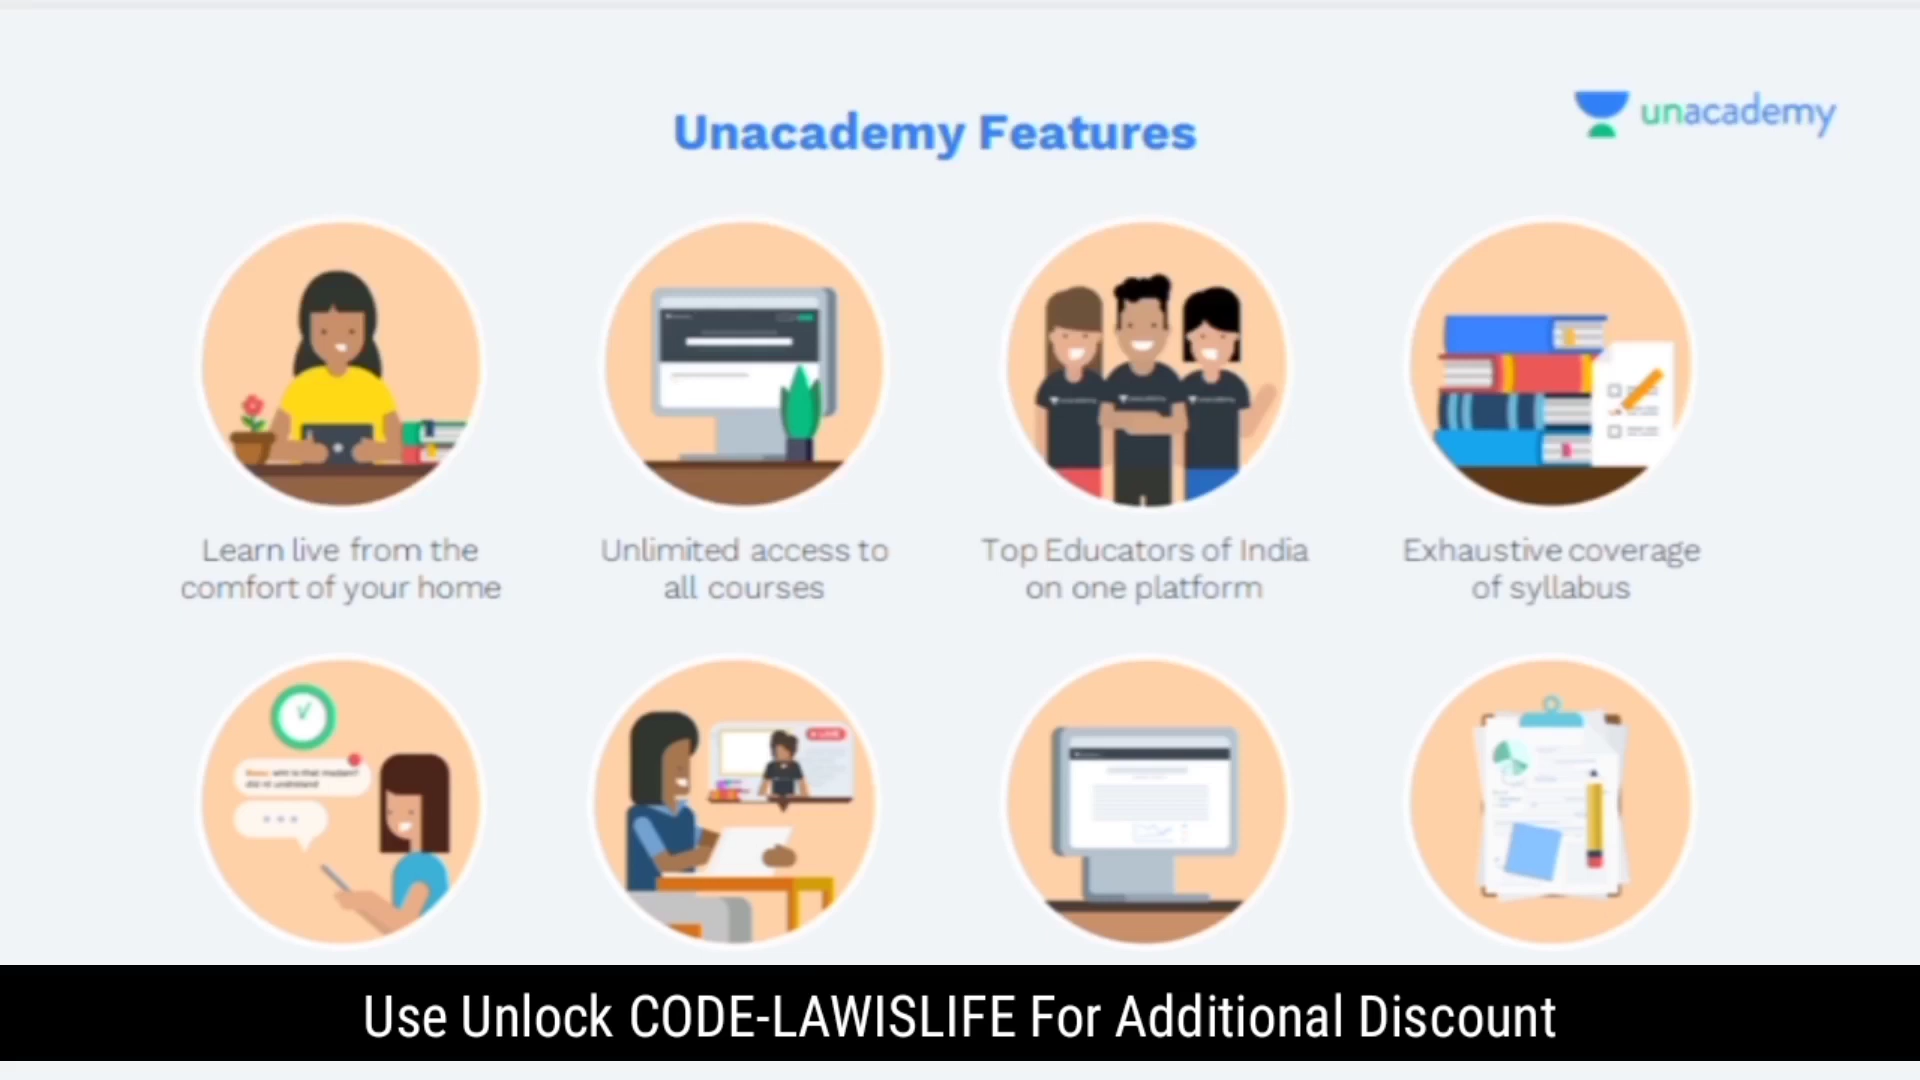 Unacademy Features
unacademy
Learn live from the
comfort of your home
Unlimited access to
all courses
Top Educators of India
on one platform
Exhaustive coverage
of syllabus
LIVE
Use Unlock CODE-LAWISLIFE For Additional Discount